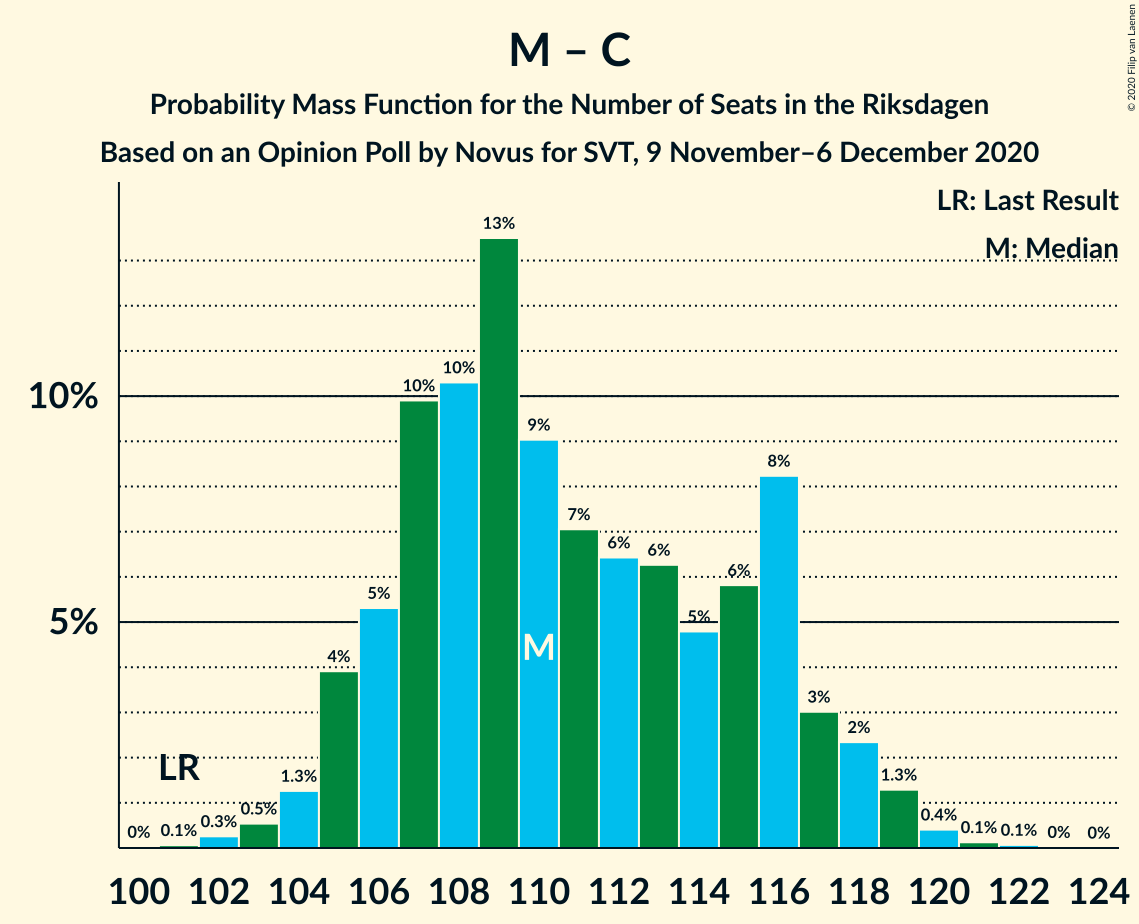 M – C
Probability Mass Function for the Number of Seats in the Riksdagen
Based on an Opinion Poll by Novus for SVT, 9 November–6 December 2020
© 2020 Filip van Laenen
LR: Last Result
M: Median
10%
5%
0% 0.1% 0.3% 0.5% 1.3% 4% 5% 10% 10% 13% 9% 7% 6% 6% 5% 6% 8% 3% 2% 1.3% 0.4% 0.1% 0.1% 0% 0%
LR
M
100 102 104 106 108 110 112 114 116 118 120 122 124